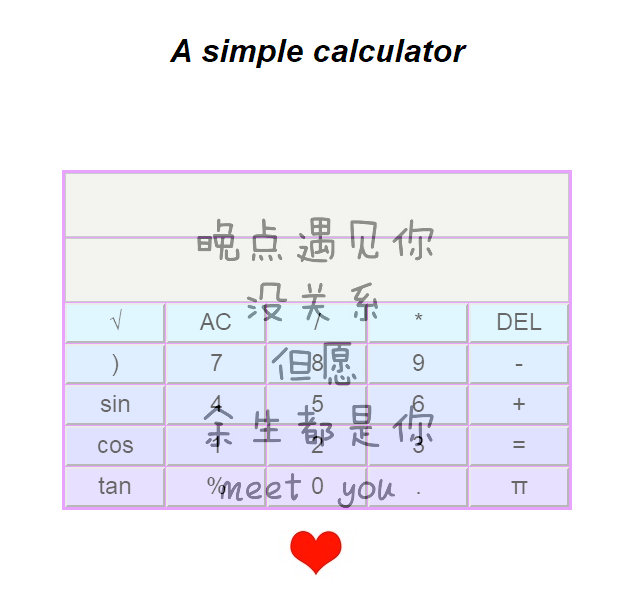 A simple calculator
晚点遇见你
没关系
√ AC / * DEL
) 7 8 9 -
但愿
sin 4 5 6 +
余生都是你
cos 1 2 3 =
tan % 0 . π
meet you